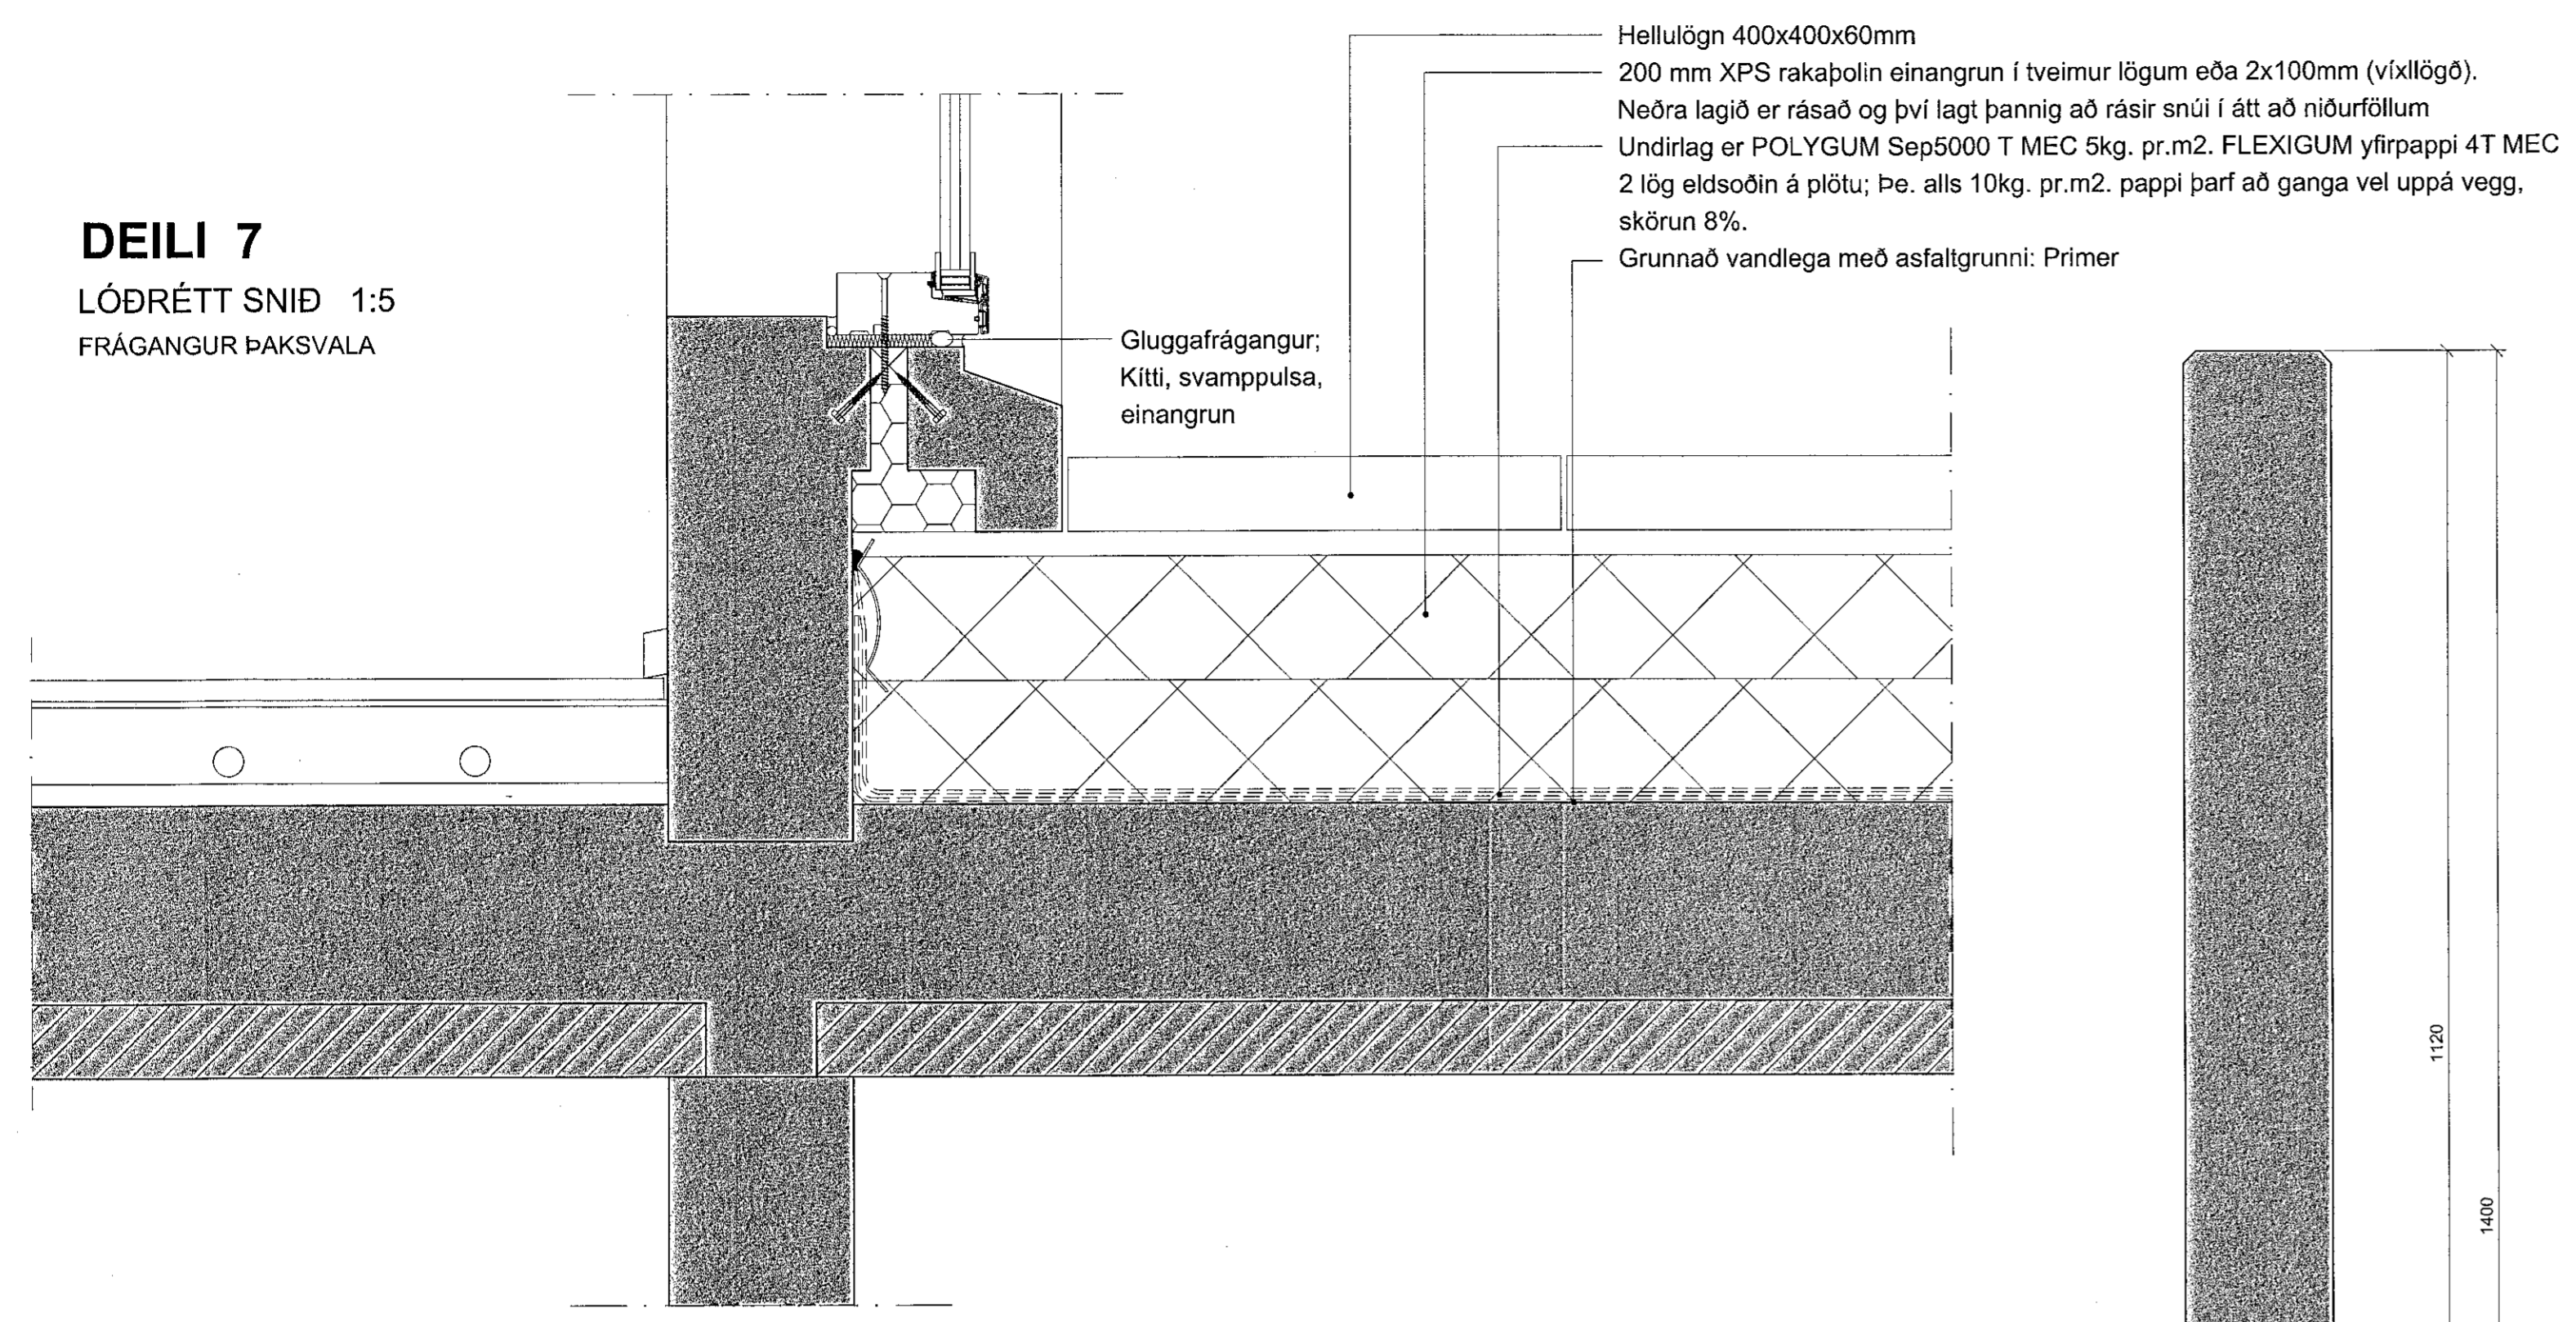 DEILI 7
LÓÐRÉTT SNIÐ 1:5
FRÁGANGUR ÞAKSVALA
Hellulögn 400x400x60mm
200 mm XPS rakaþolin einangrun í tveimur lögum eða 2x100mm (víxllögð).
Neðra lagið er rásað og því lagt þannig að rásir snúi í átt að niðurföllum
Undirlag er POLYGUM Sep5000 T MEC 5kg. pr.m2. FLEXIGUM yfirpappi 4T MEC
2 lög eldsoðin á plötu; Þe. alls 10kg. pr.m2. pappi þarf að ganga vel uppá vegg,
skörun 8%.
Grunnað vandlega með asfaltgrunni: Primer
Gluggafrágangur;
Kítti, svamppulsa,
einangrun
1120
1400